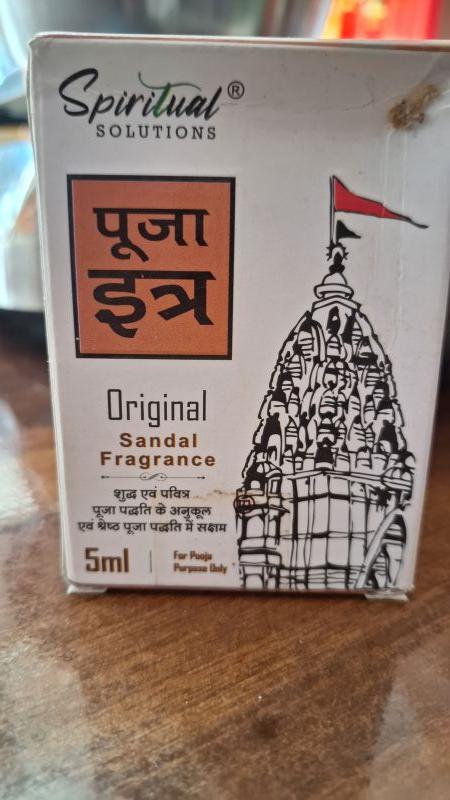 Spiritual ®
SOLUTIONS
पूजा
इत्र
Original
Sandal
Fragrance
शुद्ध एवं पवित्र
पूजा पद्धति के अनुकूल
एवं श्रेष्ठ पूजा पद्धति में सक्षम
5ml
For Pooja
Purpose Only